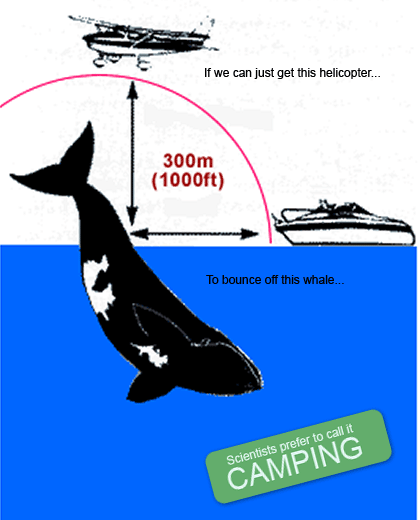 If we can just get this helicopter...
300m
(1000ft)
To bounce off this whale...
Scientists prefer to call it
CAMPING